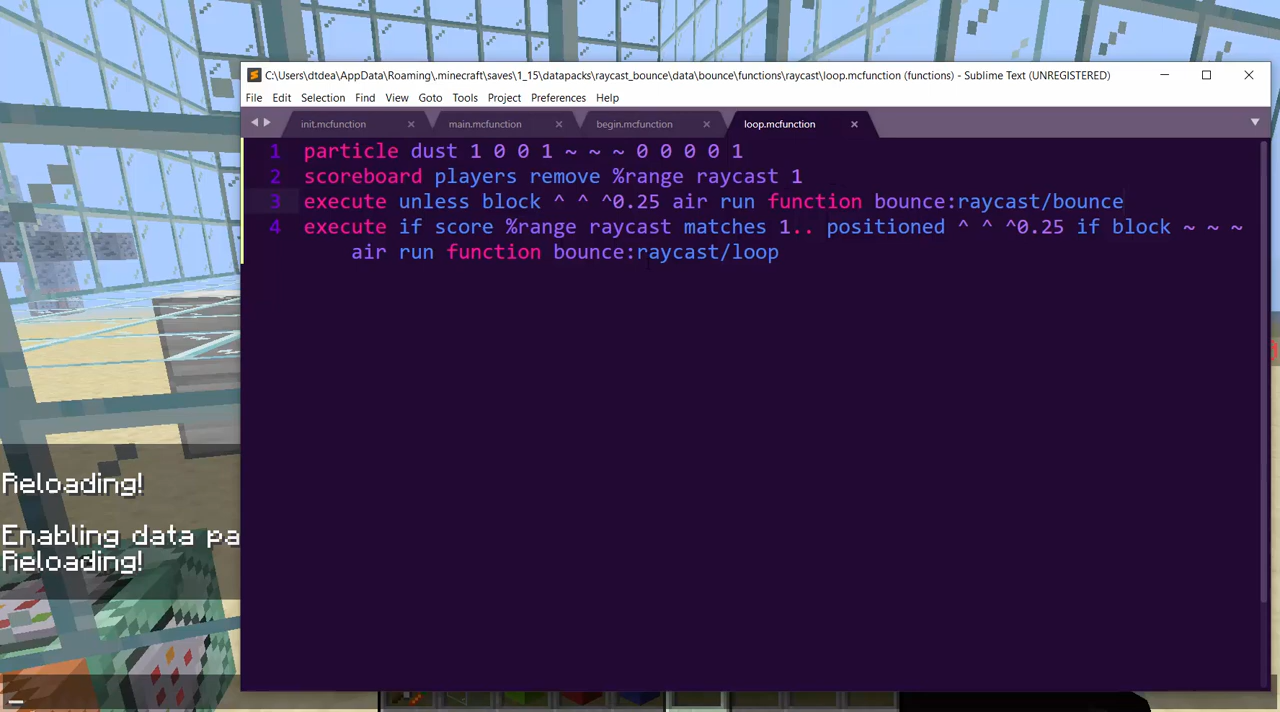 C:\Users\dtdea\AppData\Roaming\.minecraft\saves\1_15\datapacks\raycast_bounce\data\bounce\functions\raycast\loop.mcfunction (functions) - Sublime Text (UNREGISTERED)
File Edit Selection Find View Goto Tools Project Preferences Help
init.mcfunction main.mcfunction begin.mcfunction loop.mcfunction
1 particle dust 1 0 0 1 ~ ~ ~ 0 0 0 0 1
2 scoreboard players remove %range raycast 1
3 execute unless block ^ ^ ^0.25 air run function bounce:raycast/bounce
4 execute if score %range raycast matches 1.. positioned ^ ^ ^0.25 if block ~ ~ ~
air run function bounce:raycast/loop
Reloading!
Enabling data pa
Reloading!